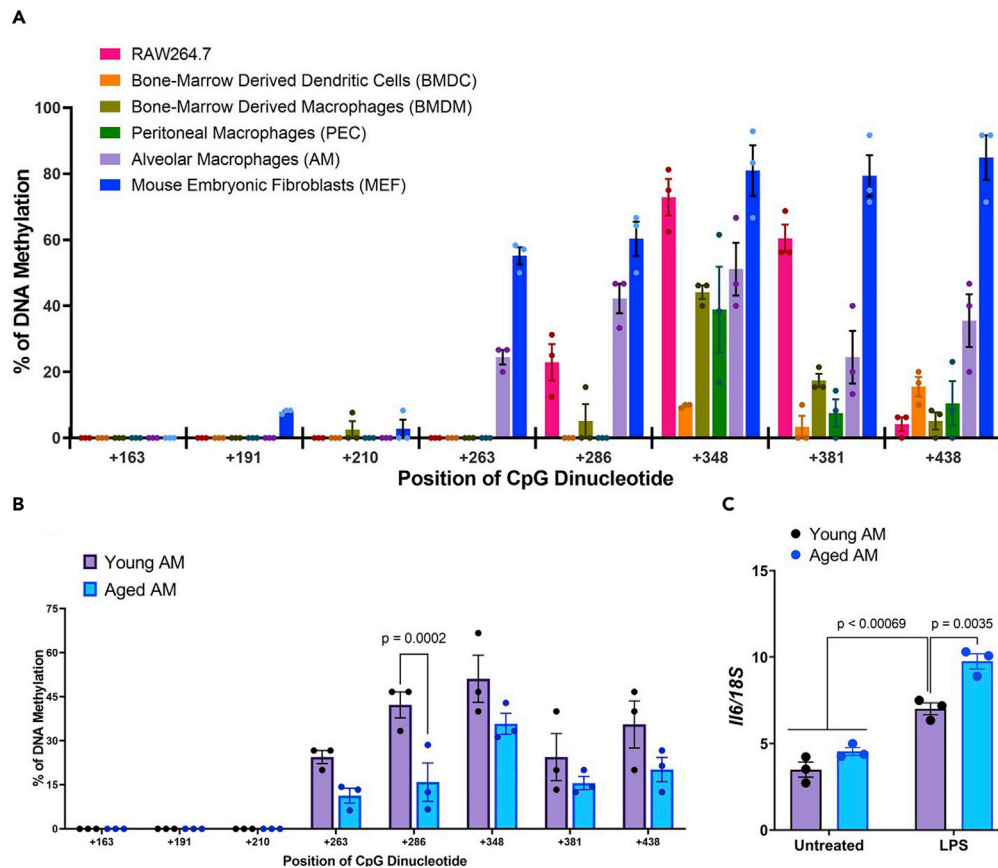 A
RAW264.7
Bone-Marrow Derived Dendritic Cells (BMDC)
Bone-Marrow Derived Macrophages (BMDM)
Peritoneal Macrophages (PEC)
Alveolar Macrophages (AM)
Mouse Embryonic Fibroblasts (MEF)
% of DNA Methylation
100
80
60
40
20
0
+163 +191 +210 +263 +286 +348 +381 +438
Position of CpG Dinucleotide
B
Young AM
Aged AM
% of DNA Methylation
75
60
45
30
15
0
p = 0.0002
+163 +191 +210 +263 +286 +348 +381 +438
Position of CpG Dinucleotide
C
Young AM
Aged AM
Il6/18S
15
10
5
0
p < 0.00069 p = 0.0035
Untreated LPS